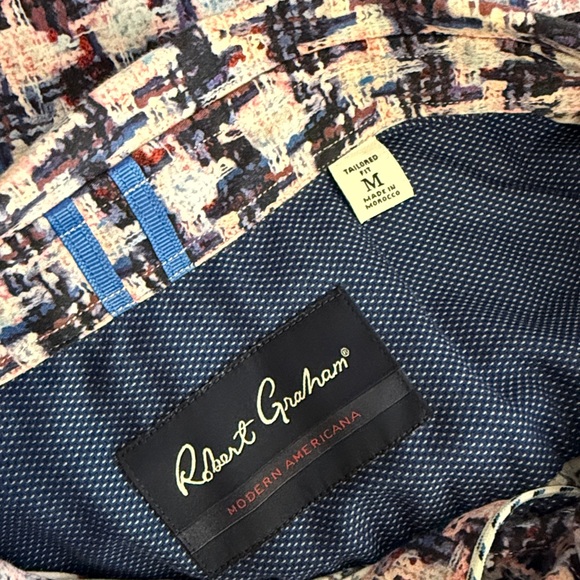 TAILORED
FIT
M
MADE IN
MOROCCO
Robert Graham®
MODERN AMERICANA